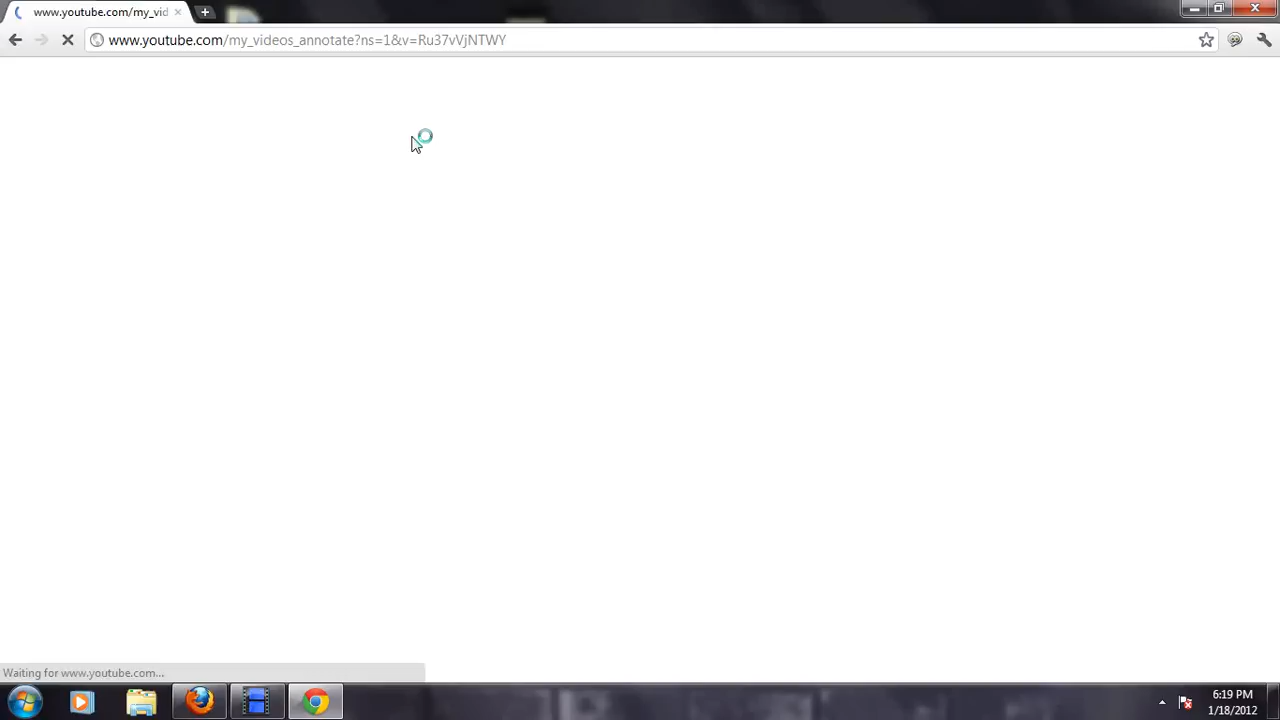 www.youtube.com/my_vid
www.youtube.com/my_videos_annotate?ns=1&v=Ru37vVjNTWY
Waiting for www.youtube.com...
6:19 PM
1/18/2012